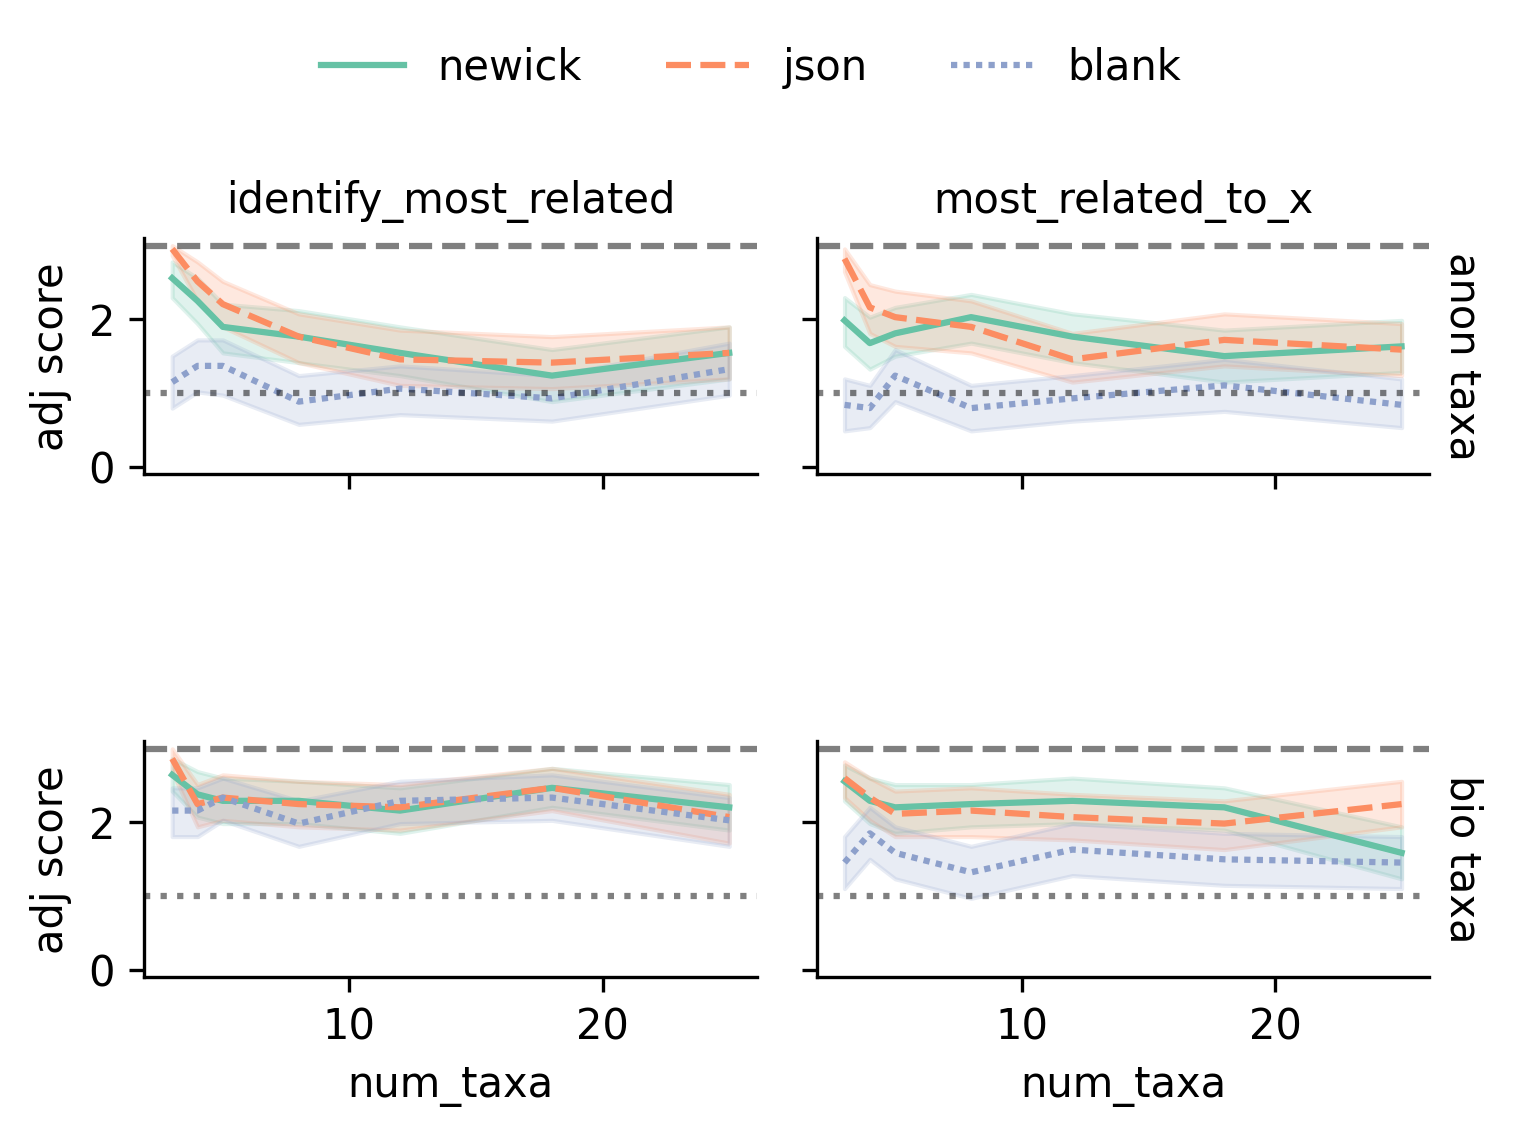 newick json blank
identify_most_related most_related_to_x
adj score
2
0
anon taxa
adj score
2
0
bio taxa
10 20 10 20
num_taxa num_taxa